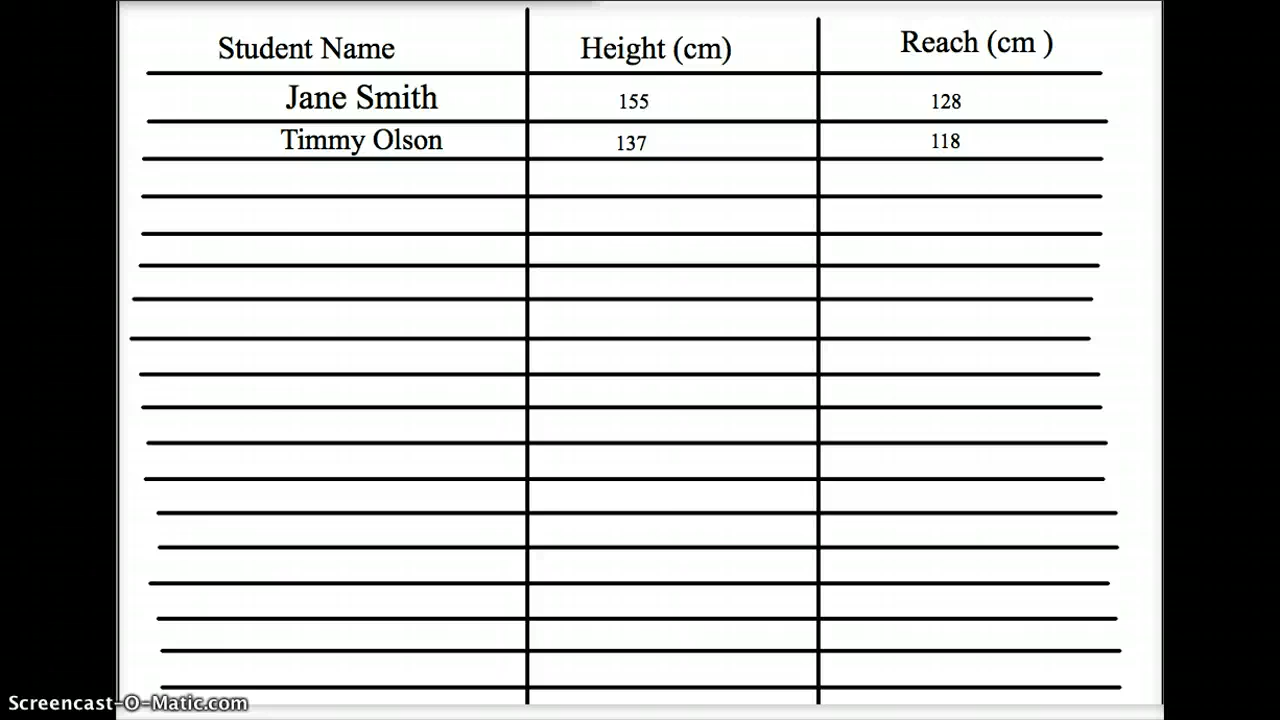 Student Name Height (cm) Reach (cm )
Jane Smith 155 128
Timmy Olson 137 118
Screencast-O-Matic.com